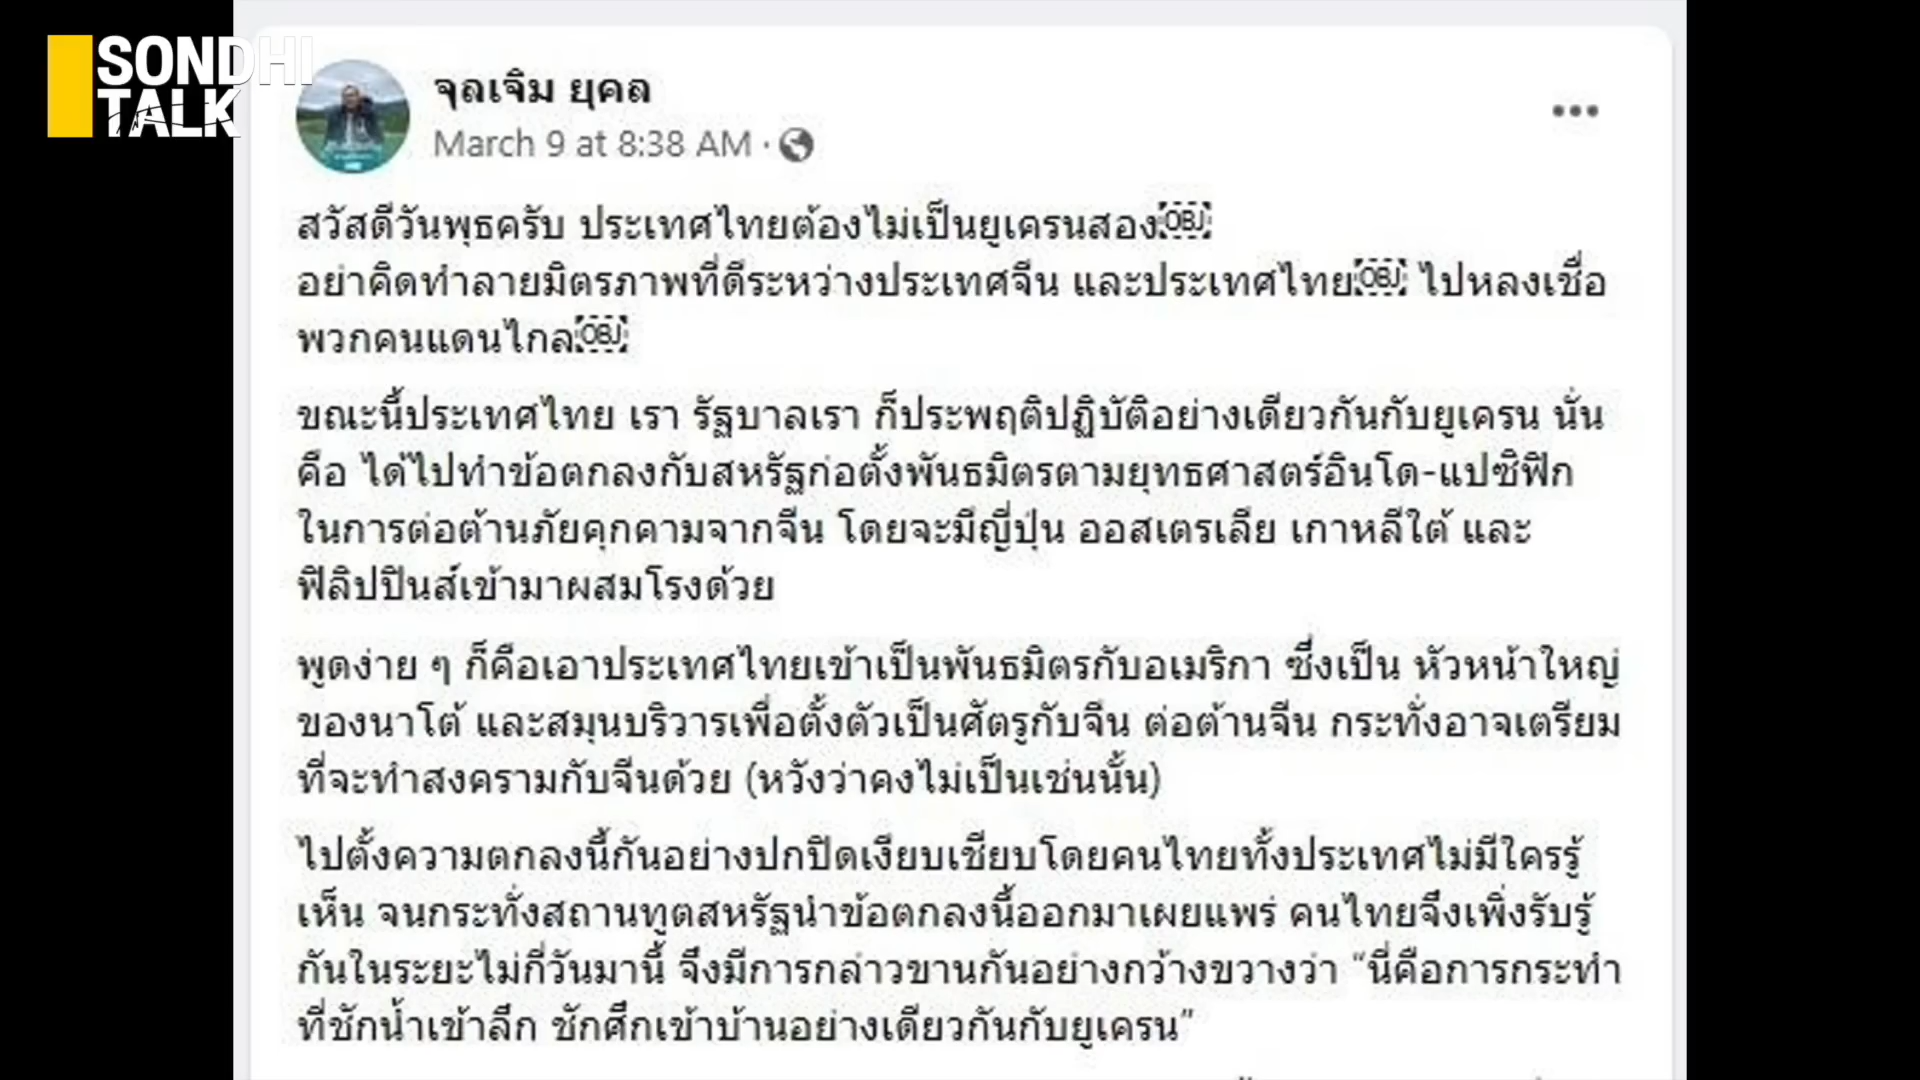 SONDHI
TALK
จุลเจิม ยุคล
March 9 at 8:38 AM ·
สวัสดีวันพุธครับ ประเทศไทยต้องไม่เป็นยูเครนสอง￼
อย่าคิดทำลายมิตรภาพที่ดีระหว่างประเทศจีน และประเทศไทย￼ ไปหลงเชื่อ
พวกคนแดนไกล￼
ขณะนี้ประเทศไทย เรา รัฐบาลเรา ก็ประพฤติปฏิบัติอย่างเดียวกันกับยูเครน นั่น
คือ ได้ไปทำข้อตกลงกับสหรัฐก่อตั้งพันธมิตรตามยุทธศาสตร์อินโด-แปซิฟิก
ในการต่อต้านภัยคุกคามจากจีน โดยจะมีญี่ปุ่น ออสเตรเลีย เกาหลีใต้ และ
ฟิลิปปินส์เข้ามาผสมโรงด้วย
พูดง่าย ๆ ก็คือเอาประเทศไทยเข้าเป็นพันธมิตรกับอเมริกา ซึ่งเป็น หัวหน้าใหญ่
ของนาโต้ และสมุนบริวารเพื่อตั้งตัวเป็นศัตรูกับจีน ต่อต้านจีน กระทั่งอาจเตรียม
ที่จะทำสงครามกับจีนด้วย (หวังว่าคงไม่เป็นเช่นนั้น)
ไปตั้งความตกลงนี้กันอย่างปกปิดเงียบเชียบโดยคนไทยทั้งประเทศไม่มีใครรู้
เห็น จนกระทั่งสถานทูตสหรัฐนำข้อตกลงนี้ออกมาเผยแพร่ คนไทยจึงเพิ่งรับรู้
กันในระยะไม่กี่วันมานี้ จึงมีการกล่าวขานกันอย่างกว้างขวางว่า “นี่คือการกระทำ
ที่ชักน้ำเข้าลึก ชักศึกเข้าบ้านอย่างเดียวกันกับยูเครน”